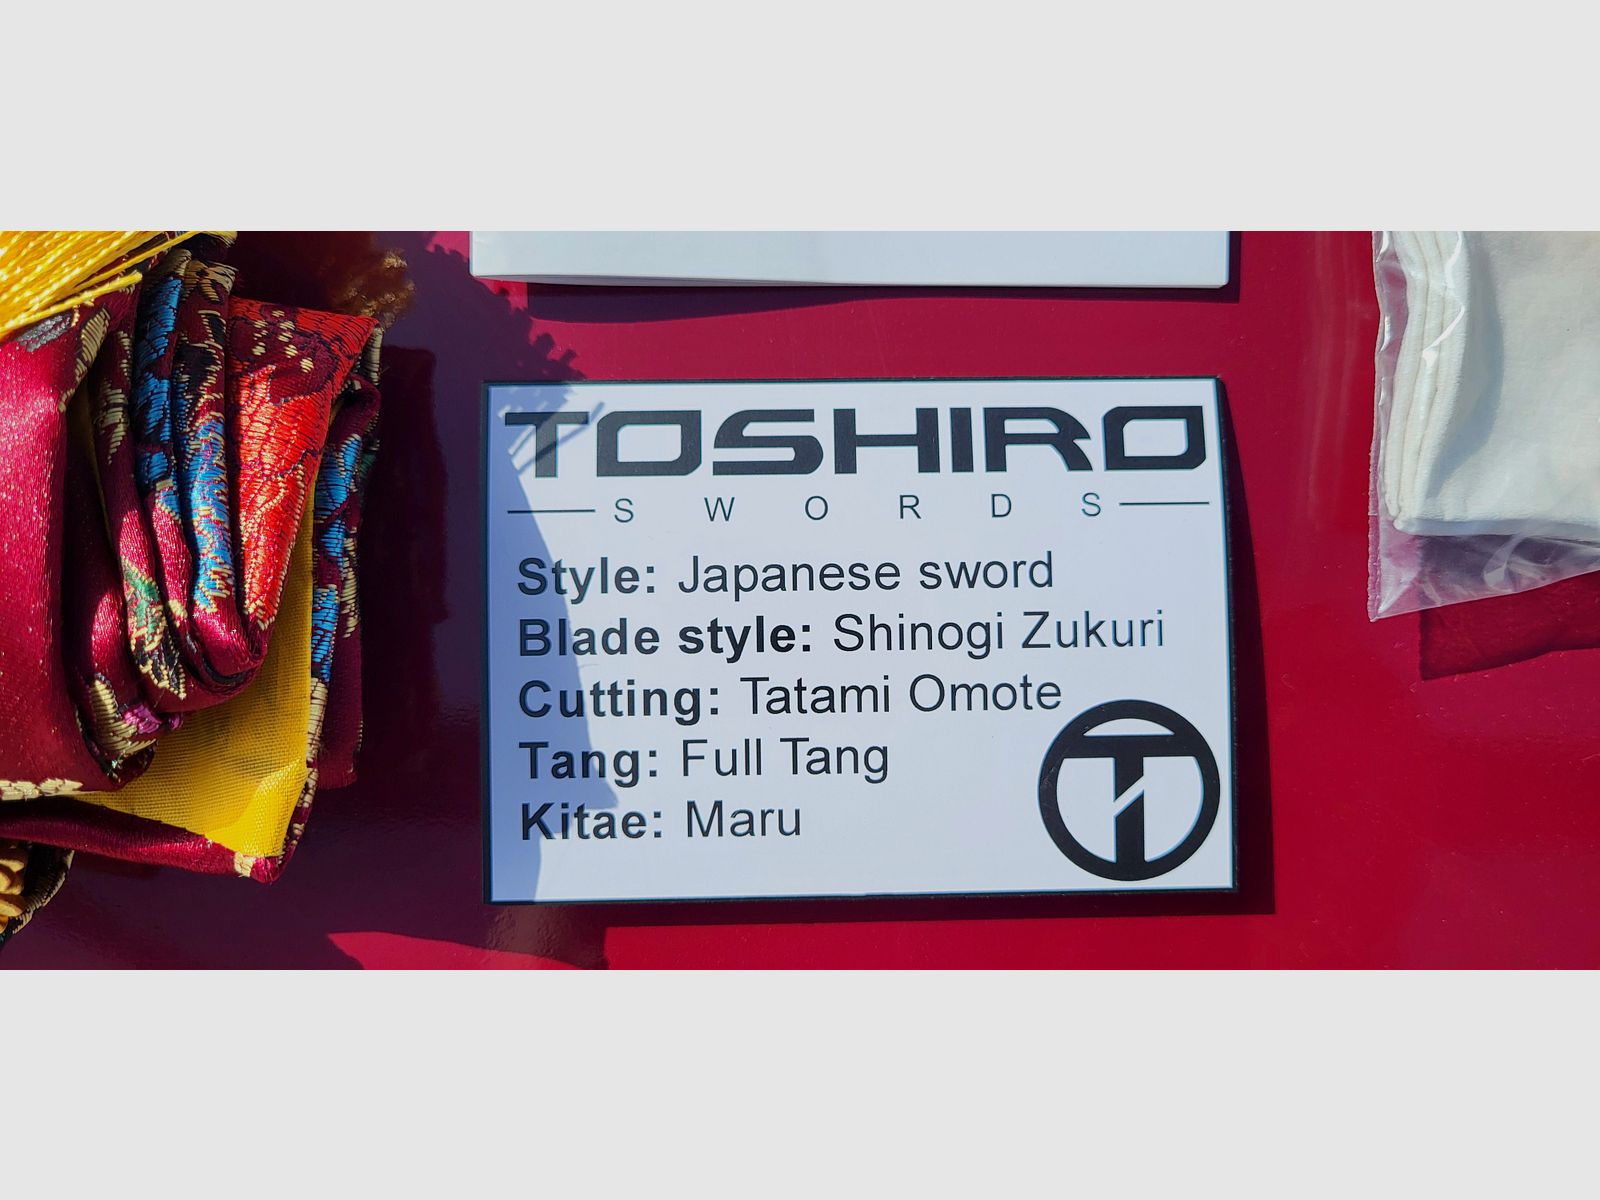 TOSHIRO
SWORDS
Style: Japanese sword
Blade style: Shinogi Zukuri
Cutting: Tatami Omote
Tang: Full Tang
Kitae: Maru